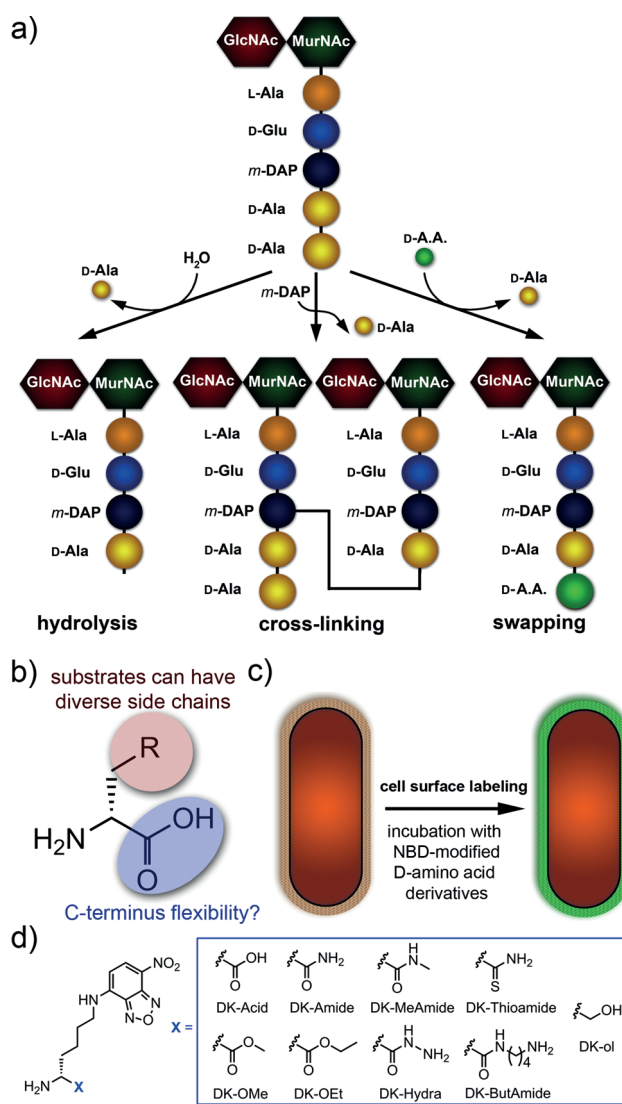 a)
GlcNAc MurNAc
L-Ala
D-Glu
m-DAP
D-Ala
D-Ala
D-Ala
H2O
m-DAP
D-Ala
D-A.A.
D-Ala
GlcNAc MurNAc
L-Ala
D-Glu
m-DAP
D-Ala
hydrolysis
GlcNAc MurNAc GlcNAc MurNAc
L-Ala L-Ala
D-Glu D-Glu
m-DAP m-DAP
D-Ala D-Ala
D-Ala
cross-linking
GlcNAc MurNAc
L-Ala
D-Glu
m-DAP
D-Ala
D-A.A.
swapping
b)
substrates can have
diverse side chains
R
H2N
OH
O
C-terminus flexibility?
c)
cell surface labeling
incubation with
NBD-modified
D-amino acid
derivatives
d)
NO2
HN
N
O
N
H2N
X
X =
OH
O
DK-Acid
NH2
O
DK-Amide
H
N
O
DK-MeAmide
NH2
S
DK-Thioamide
OH
DK-ol
O
O
DK-OMe
O
O
DK-OEt
H
N
NH2
O
DK-Hydra
H
N
NH2
4
O
DK-ButAmide